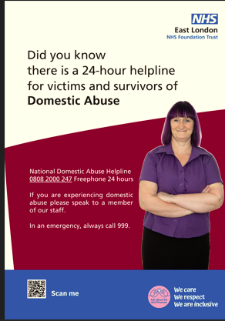 NHS
East London
NHS Foundation Trust
Did you know
there is a 24-hour helpline
for victims and survivors of
Domestic Abuse
National Domestic Abuse Helpline
0808 2000 247 Freephone 24 hours
If you are experiencing domestic
abuse please speak to a member
of our staff.
In an emergency, always call 999.
Scan me
We care
We respect
We are inclusive